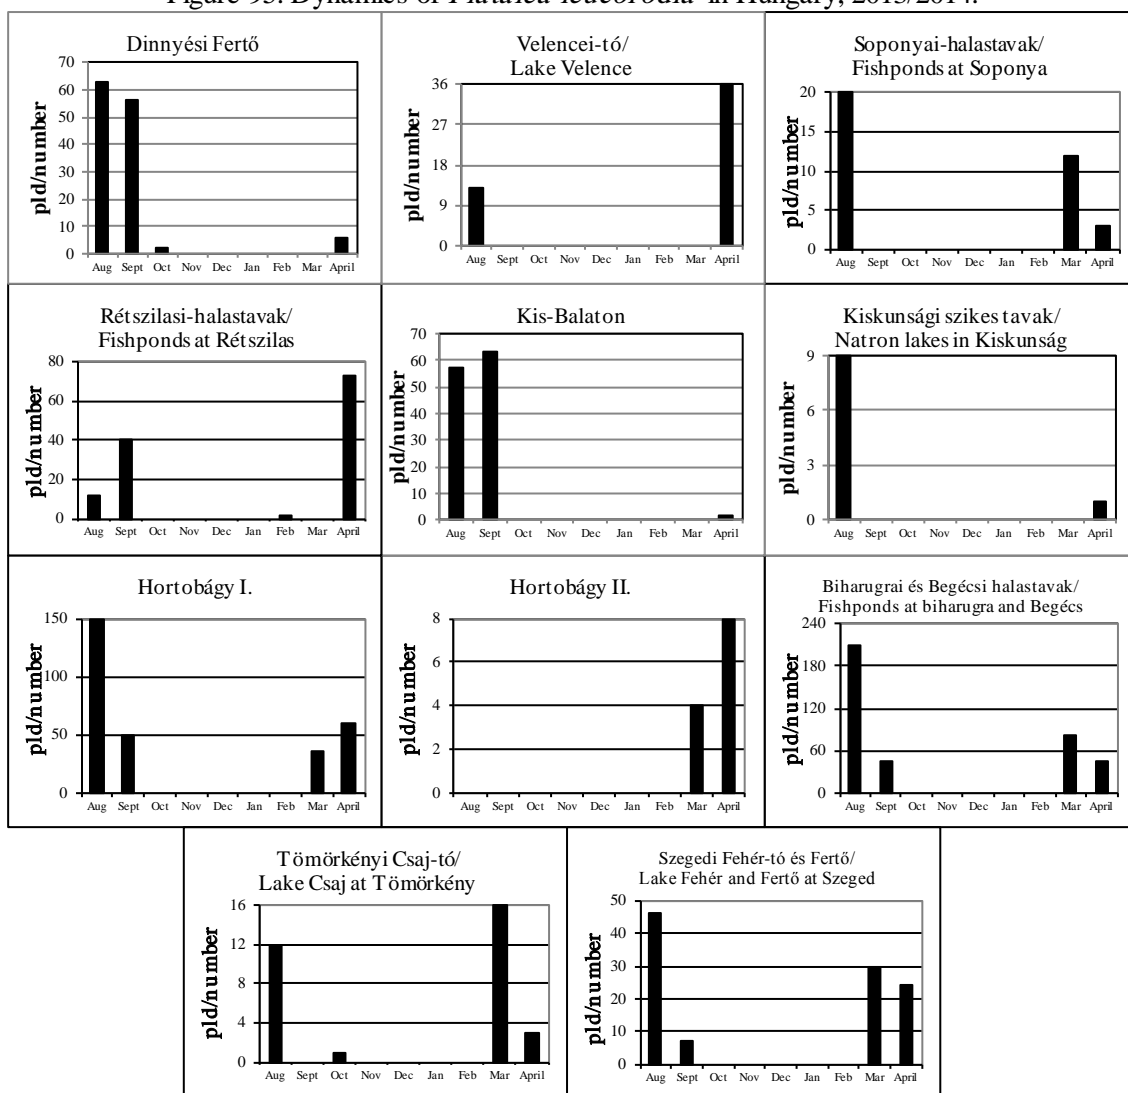 Figure Dynamics of Platalea leucorodia in Hungary, 2013/2014.
Dinnyési Fertő
pld/number
70
60
50
40
30
20
10
0
Aug Sept Oct Nov Dec Jan Feb Mar April
Velencei-tó/
Lake Velence
pld/number
36
27
18
9
0
Aug Sept Oct Nov Dec Jan Feb Mar April
Soponyai-halastavak/
Fishponds at Soponya
pld/number
20
15
10
5
0
Aug Sept Oct Nov Dec Jan Feb Mar April
Rétszilasi-halastavak/
Fishponds at Rétszilas
pld/number
80
60
40
20
0
Aug Sept Oct Nov Dec Jan Feb Mar April
Kis-Balaton
pld/number
70
60
50
40
30
20
10
0
Aug Sept Oct Nov Dec Jan Feb Mar April
Kiskunsági szikes tavak/
Natron lakes in Kiskunság
pld/number
9
6
3
0
Aug Sept Oct Nov Dec Jan Feb Mar April
Hortobágy I.
pld/number
150
100
50
0
Aug Sept Oct Nov Dec Jan Feb Mar April
Hortobágy II.
pld/number
8
6
4
2
0
Aug Sept Oct Nov Dec Jan Feb Mar April
Biharugrai és Begécsi halastavak/
Fishponds at biharugra and Begécs
pld/number
240
180
120
60
0
Aug Sept Oct Nov Dec Jan Feb Mar April
Tömörkényi Csaj-tó/
Lake Csaj at Tömörkény
pld/number
16
12
8
4
0
Aug Sept Oct Nov Dec Jan Feb Mar April
Szegedi Fehér-tó és Fertő/
Lake Fehér and Fertő at Szeged
pld/number
50
40
30
20
10
0
Aug Sept Oct Nov Dec Jan Feb Mar April